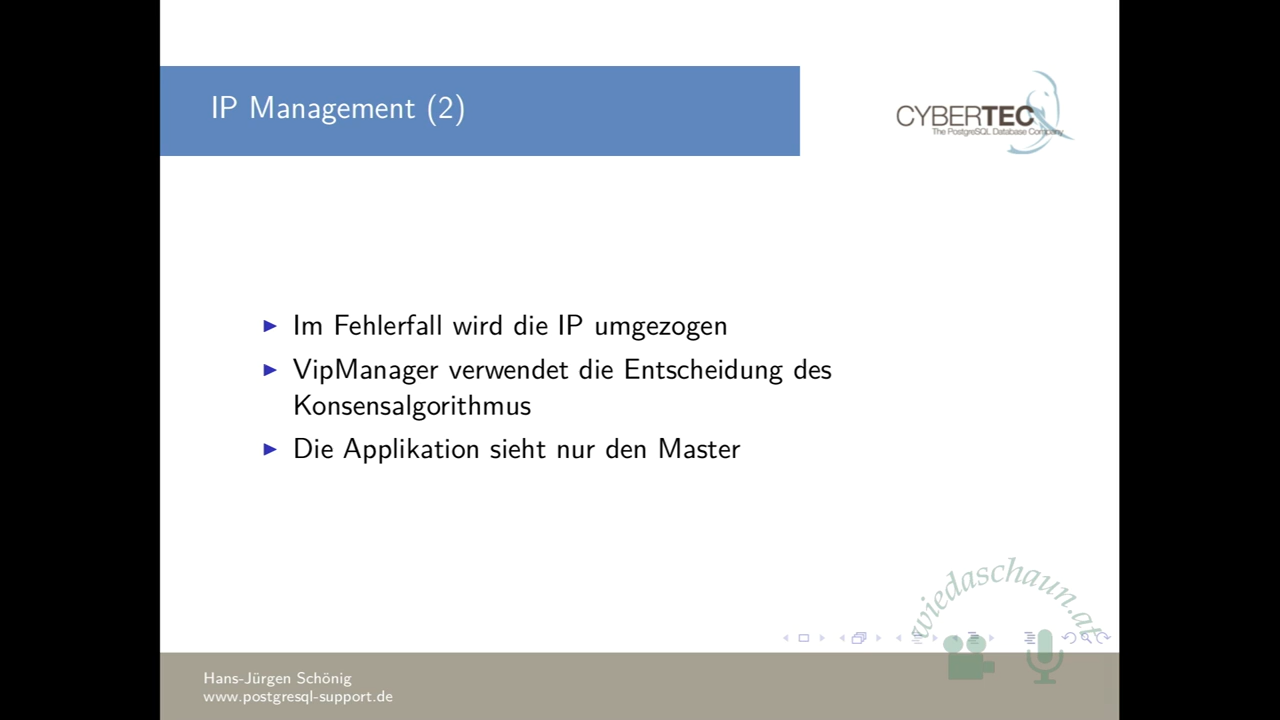 IP Management (2)
CYBERTEC
The PostgreSQL Database Company
Im Fehlerfall wird die IP umgezogen
VipManager verwendet die Entscheidung des
Konsensalgorithmus
Die Applikation sieht nur den Master
wiedaschaun.at
Hans-Jürgen Schönig
www.postgresql-support.de